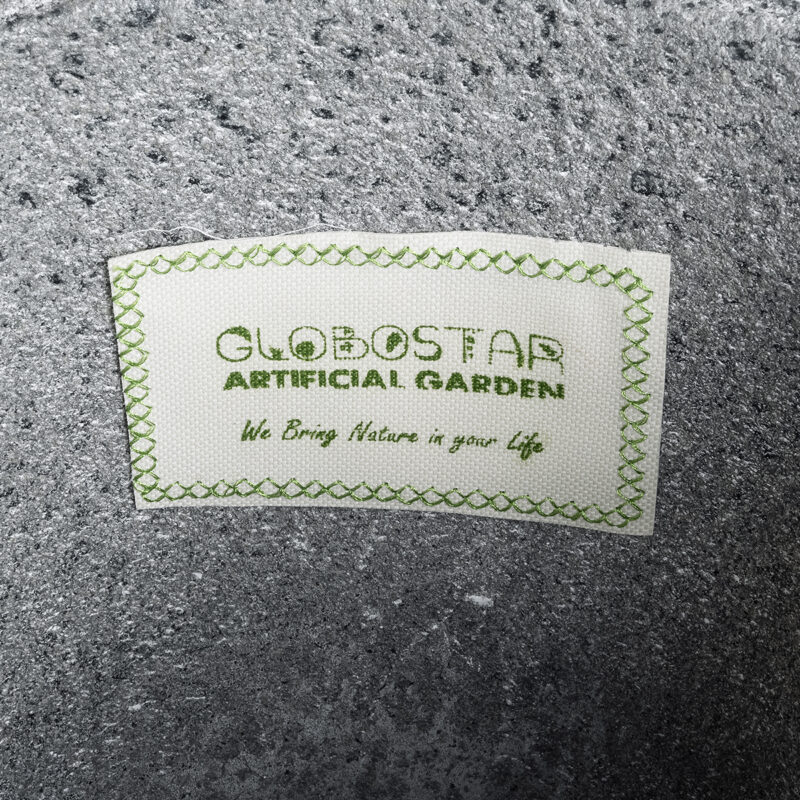 GLOBOSTAR
ARTIFICIAL GARDEN
We Bring Nature in your Life